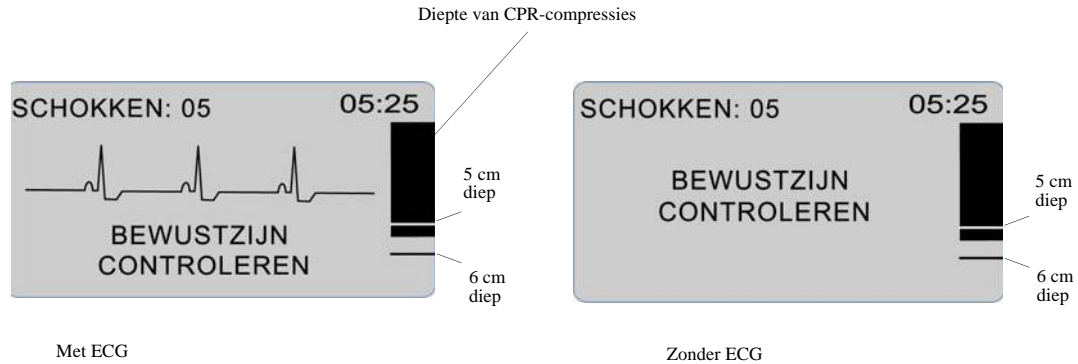 Diepte van CPR-compressies
SCHOKKEN: 05 05:25
BEWUSTZIJN
CONTROLEREN
5 cm
diep
6 cm
diep
Met ECG
SCHOKKEN: 05 05:25
BEWUSTZIJN
CONTROLEREN
5 cm
diep
6 cm
diep
Zonder ECG